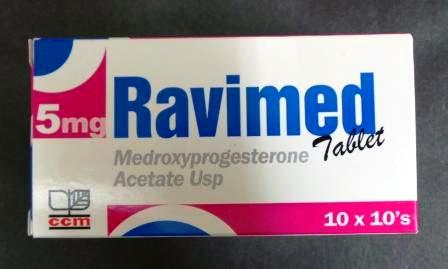 5mg
Ravimed
Tablet
Medroxyprogesterone
Acetate Usp
ccm
10 x 10's